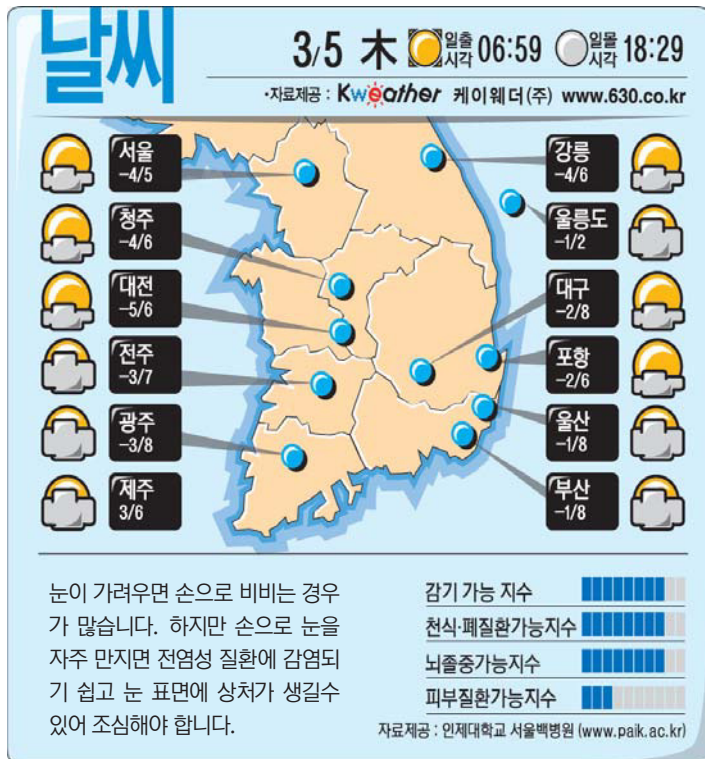 날씨
3/5 木 일출시각 06:59 일몰시각 18:29
·자료제공 : Kweather 케이웨더(주) www.630.co.kr
서울
-4/5
청주
-4/6
대전
-5/6
전주
-3/7
광주
-3/8
제주
3/6
강릉
-4/6
울릉도
-1/2
대구
-2/8
포항
-2/6
울산
-1/8
부산
-1/8
눈이 가려우면 손으로 비비는 경우
가 많습니다. 하지만 손으로 눈을
자주 만지면 전염성 질환에 감염되
기 쉽고 눈 표면에 상처가 생길수
있어 조심해야 합니다.
감기 가능 지수
천식·폐질환가능지수
뇌졸중가능지수
피부질환가능지수
자료제공 : 인제대학교 서울백병원 (www.paik.ac.kr)